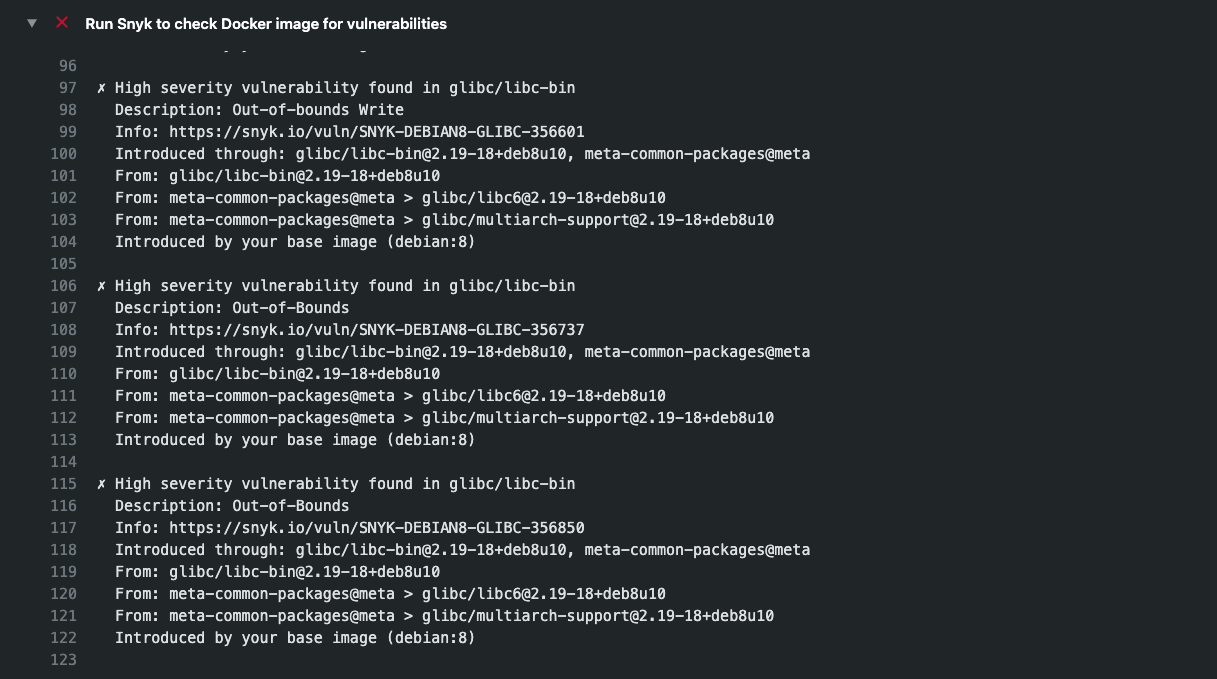 ▼ ✕ Run Snyk to check Docker image for vulnerabilities
96
97 ✗ High severity vulnerability found in glibc/libc-bin
98 Description: Out-of-bounds Write
99 Info: https://snyk.io/vuln/SNYK-DEBIAN8-GLIBC-356601
100 Introduced through: glibc/libc-bin@2.19-18+deb8u10, meta-common-packages@meta
101 From: glibc/libc-bin@2.19-18+deb8u10
102 From: meta-common-packages@meta > glibc/libc6@2.19-18+deb8u10
103 From: meta-common-packages@meta > glibc/multiarch-support@2.19-18+deb8u10
104 Introduced by your base image (debian:8)
105
106 ✗ High severity vulnerability found in glibc/libc-bin
107 Description: Out-of-Bounds
108 Info: https://snyk.io/vuln/SNYK-DEBIAN8-GLIBC-356737
109 Introduced through: glibc/libc-bin@2.19-18+deb8u10, meta-common-packages@meta
110 From: glibc/libc-bin@2.19-18+deb8u10
111 From: meta-common-packages@meta > glibc/libc6@2.19-18+deb8u10
112 From: meta-common-packages@meta > glibc/multiarch-support@2.19-18+deb8u10
113 Introduced by your base image (debian:8)
114
115 ✗ High severity vulnerability found in glibc/libc-bin
116 Description: Out-of-Bounds
117 Info: https://snyk.io/vuln/SNYK-DEBIAN8-GLIBC-356850
118 Introduced through: glibc/libc-bin@2.19-18+deb8u10, meta-common-packages@meta
119 From: glibc/libc-bin@2.19-18+deb8u10
120 From: meta-common-packages@meta > glibc/libc6@2.19-18+deb8u10
121 From: meta-common-packages@meta > glibc/multiarch-support@2.19-18+deb8u10
122 Introduced by your base image (debian:8)
123